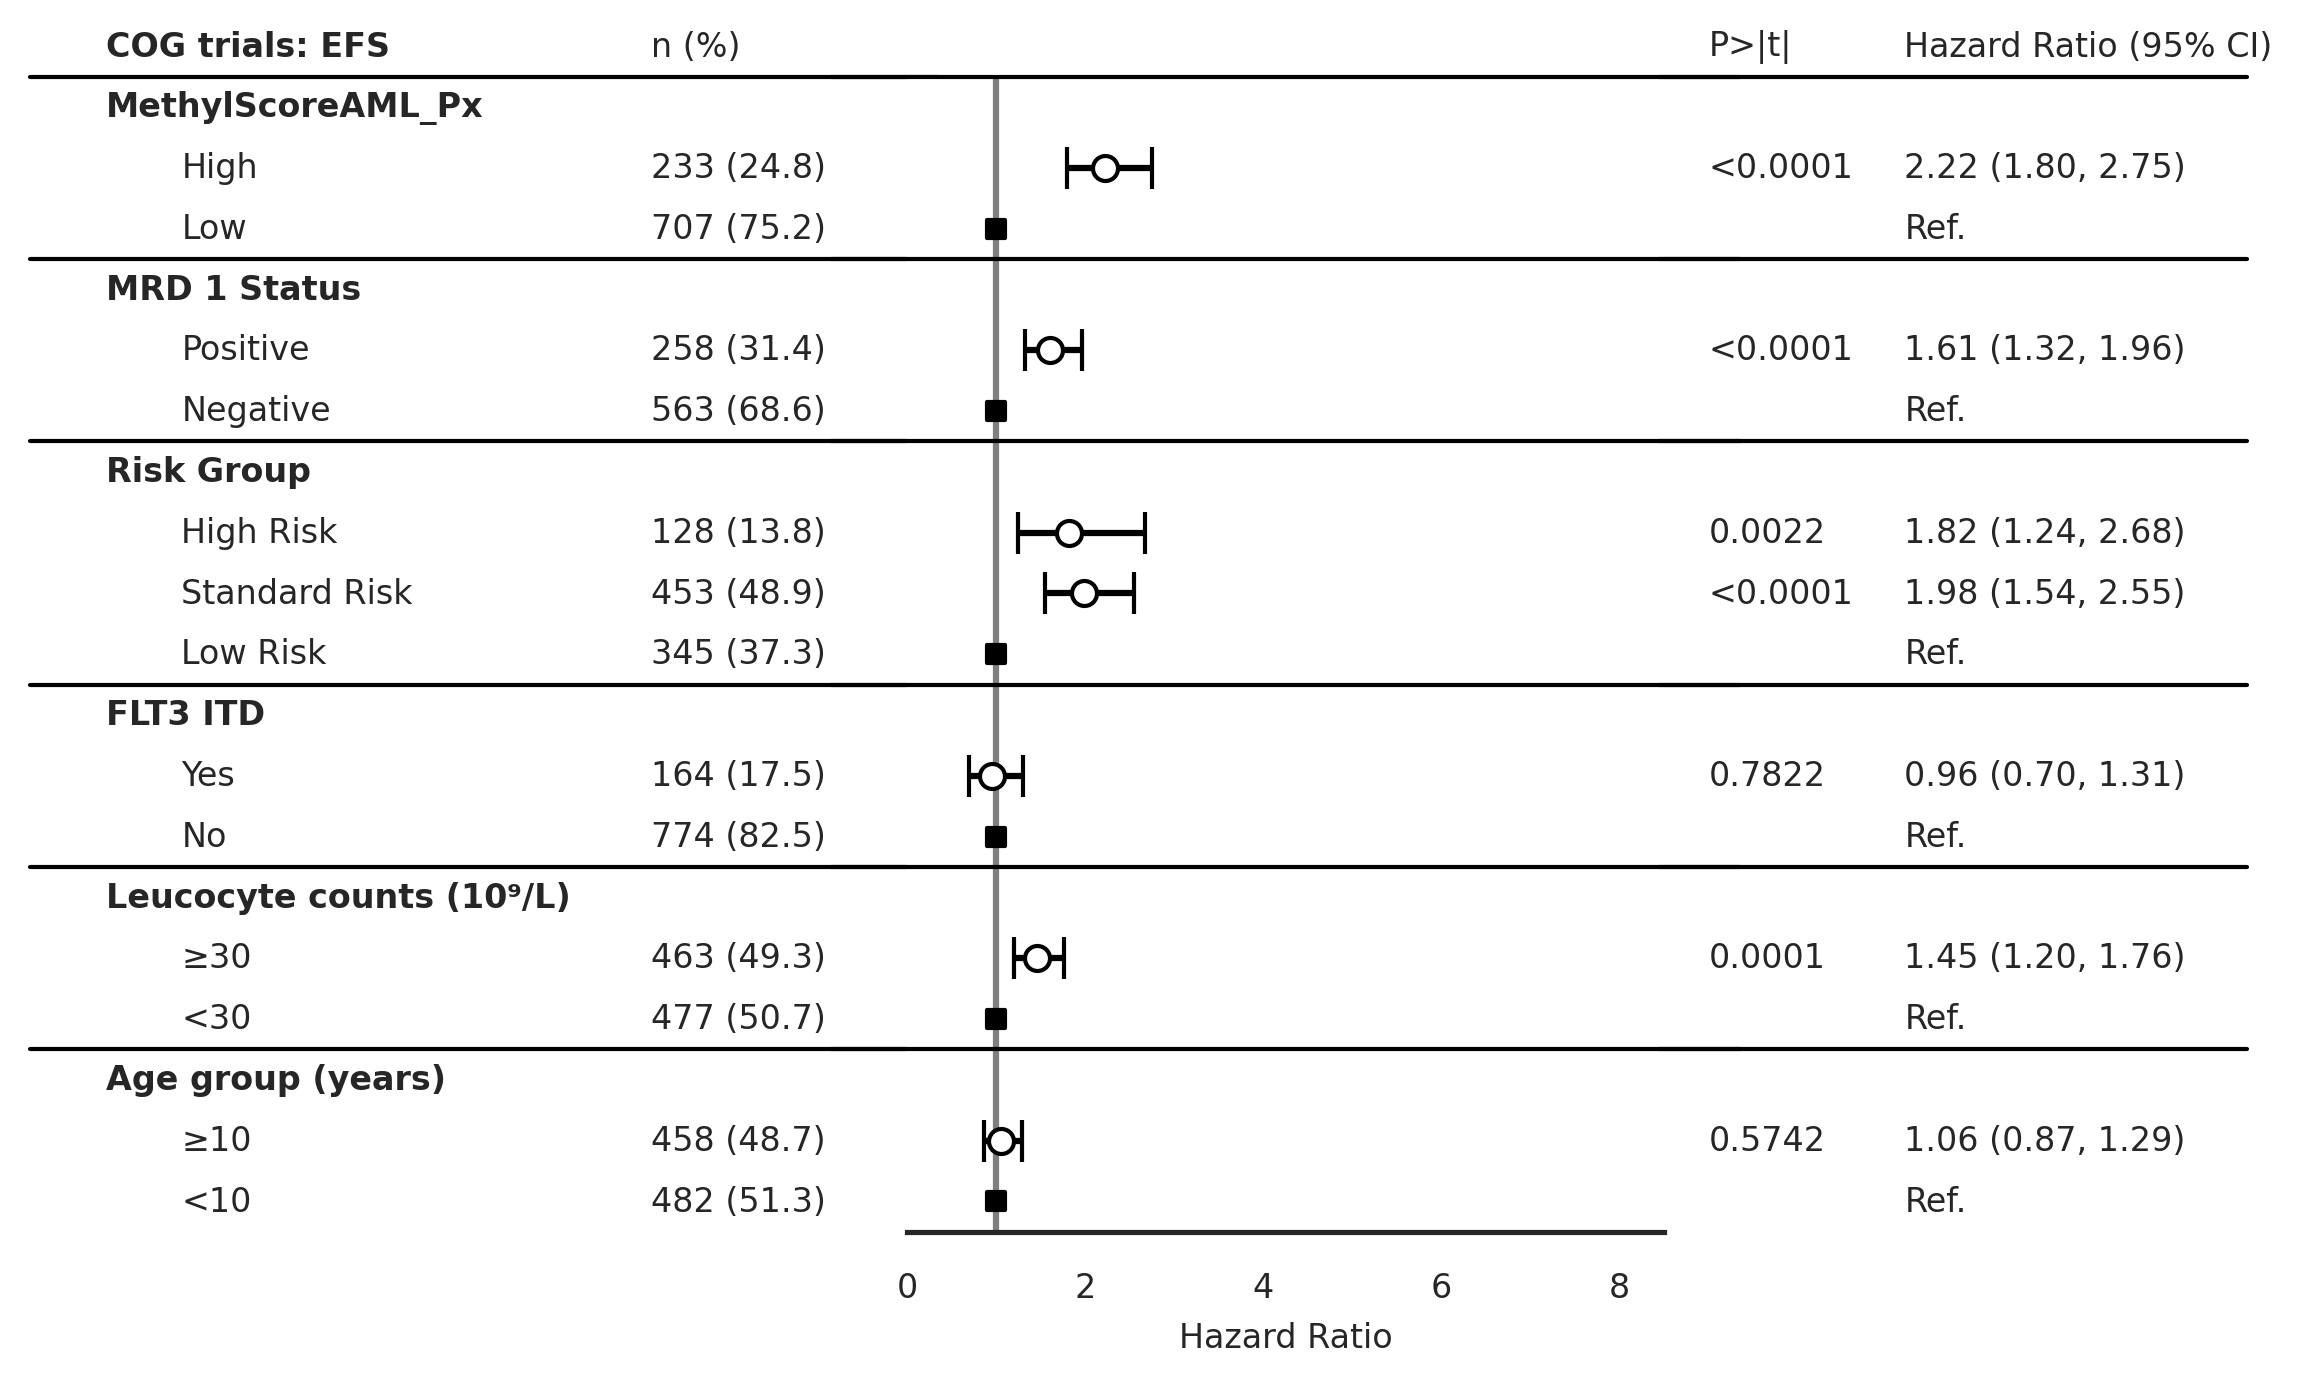 COG trials: EFS n (%) P>|t| Hazard Ratio (95% CI)
MethylScoreAML_Px
High 233 (24.8) <0.0001 2.22 (1.80, 2.75)
Low 707 (75.2) Ref.
MRD 1 Status
Positive 258 (31.4) <0.0001 1.61 (1.32, 1.96)
Negative 563 (68.6) Ref.
Risk Group
High Risk 128 (13.8) 0.0022 1.82 (1.24, 2.68)
Standard Risk 453 (48.9) <0.0001 1.98 (1.54, 2.55)
Low Risk 345 (37.3) Ref.
FLT3 ITD
Yes 164 (17.5) 0.7822 0.96 (0.70, 1.31)
No 774 (82.5) Ref.
Leucocyte counts (10⁹/L)
≥30 463 (49.3) 0.0001 1.45 (1.20, 1.76)
<30 477 (50.7) Ref.
Age group (years)
≥10 458 (48.7) 0.5742 1.06 (0.87, 1.29)
<10 482 (51.3) Ref.
0 2 4 6 8
Hazard Ratio